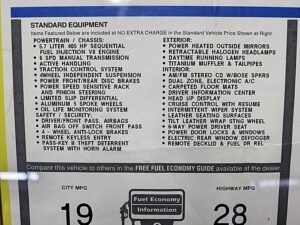 STANDARD EQUIPMENT
Items Featured Below are Included at NO EXTRA CHARGE in the Standard Vehicle Price Shown at Right
POWERTRAIN / CHASSIS:
5.7 LITER 405 HP SEQUENTIAL
FUEL INJECTION V8 ENGINE
6 SPD MANUAL TRANSMISSION
ACTIVE HANDLING
TRACTION CONTROL SYSTEM
4WHEEL INDEPENDENT SUSPENSION
POWER FRONT/REAR DISC BRAKES
POWER SPEED SENSITIVE RACK
AND PINION STEERING
LIMITED SLIP DIFFERENTIAL
ALUMINUM 5 SPOKE WHEELS
OIL LIFE MONITORING SYSTEM
SAFETY / SECURITY:
DRIVER/FRONT PASS. AIRBAGS
AIR BAG OFF SWITCH FRONT PASS
4 - WHEEL ANTI-LOCK BRAKES
REMOTE KEYLESS ENTRY
PASS-KEY II THEFT DETERRENT
SYSTEM WITH HORN ALARM
EXTERIOR:
POWER HEATED OUTSIDE MIRRORS
RETRACTABLE HALOGEN HEADLAMPS
DAYTIME RUNNING LAMPS
TITANIUM MUFFLER & TAILPIPES
INTERIOR:
AM/FM STEREO CD W/BOSE SPKRS
DUAL ZONE, ELECTRONIC A/C
CARPETED FLOOR MATS
DRIVER INFORMATION CENTER
HEAD UP DISPLAY
CRUISE CONTROL WITH RESUME
INTERMITTENT WIPER SYSTEM
LEATHER SEATING SURFACES
TILT LEATHER WRAP STNG WHEEL
6-WAY POWER DRIVER SEAT
POWER DOOR LOCKS & WINDOWS
ELECTRIC REAR WINDOW DEFOGGER
REMOTE DECKLID & FUEL DR REL
Compare this vehicle to others in the FREE FUEL ECONOMY GUIDE available at the dealer.
CITY MPG
19
Fuel Economy
Information
HIGHWAY MPG
28